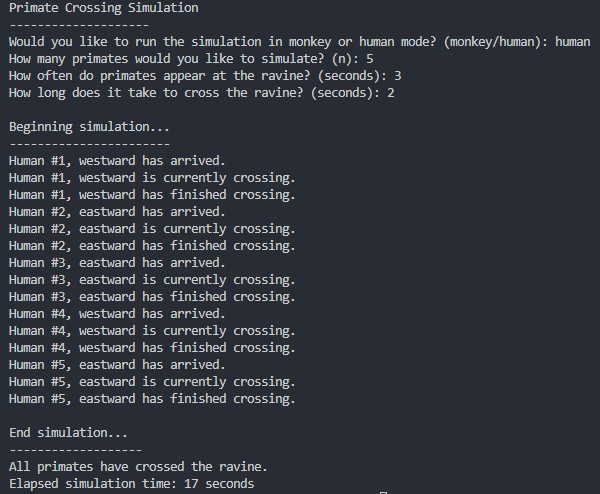 Primate Crossing Simulation
--------------------
Would you like to run the simulation in monkey or human mode? (monkey/human): human
How many primates would you like to simulate? (n): 5
How often do primates appear at the ravine? (seconds): 3
How long does it take to cross the ravine? (seconds): 2
Beginning simulation...
-----------------------
Human #1, westward has arrived.
Human #1, westward is currently crossing.
Human #1, westward has finished crossing.
Human #2, eastward has arrived.
Human #2, eastward is currently crossing.
Human #2, eastward has finished crossing.
Human #3, eastward has arrived.
Human #3, eastward is currently crossing.
Human #3, eastward has finished crossing.
Human #4, westward has arrived.
Human #4, westward is currently crossing.
Human #4, westward has finished crossing.
Human #5, eastward has arrived.
Human #5, eastward is currently crossing.
Human #5, eastward has finished crossing.
End simulation...
-------------------
All primates have crossed the ravine.
Elapsed simulation time: 17 seconds